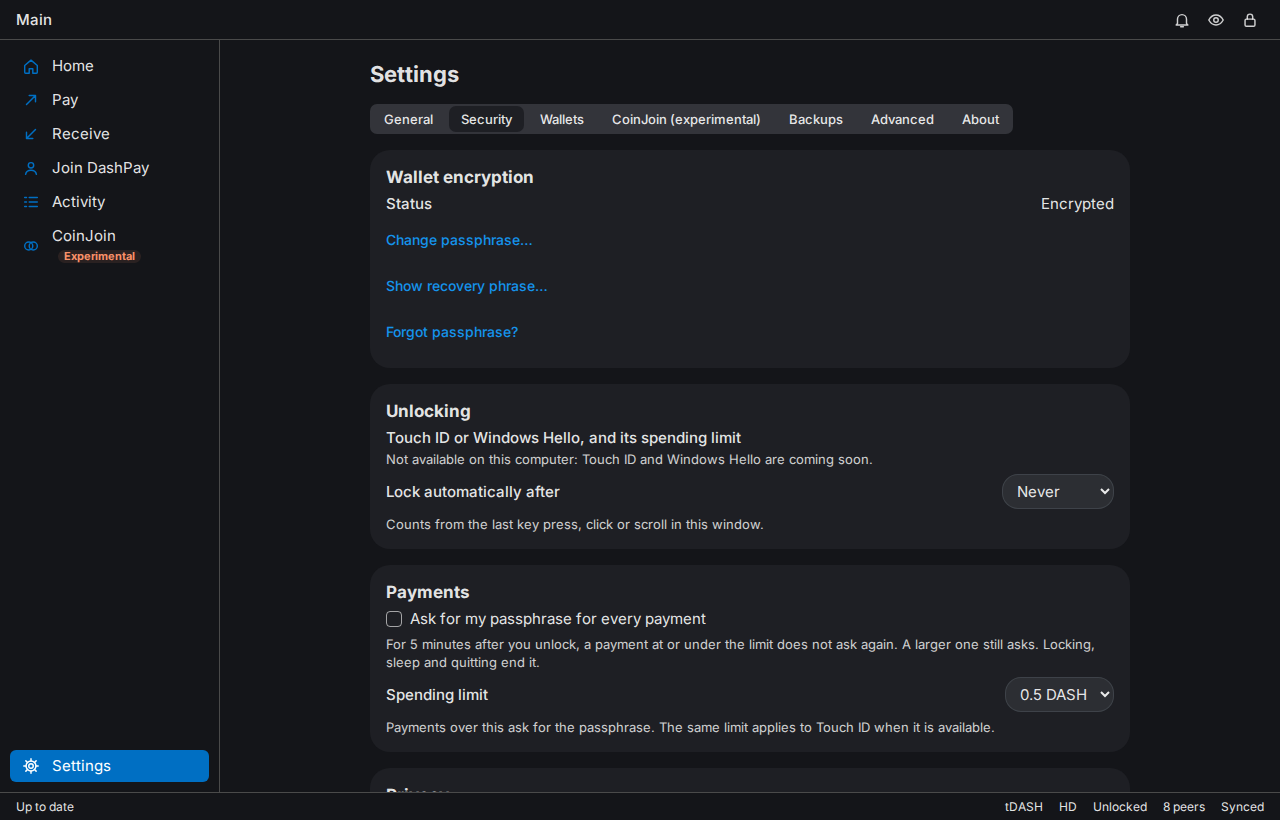 Main
Home
Pay
Receive
Join DashPay
Activity
CoinJoin
Experimental
Settings
Settings
General Security Wallets CoinJoin (experimental) Backups Advanced About
Wallet encryption
Status Encrypted
Change passphrase...
Show recovery phrase...
Forgot passphrase?
Unlocking
Touch ID or Windows Hello, and its spending limit
Not available on this computer: Touch ID and Windows Hello are coming soon.
Lock automatically after Never
Counts from the last key press, click or scroll in this window.
Payments
Ask for my passphrase for every payment
For 5 minutes after you unlock, a payment at or under the limit does not ask again. A larger one still asks. Locking,
sleep and quitting end it.
Spending limit 0.5 DASH
Payments over this ask for the passphrase. The same limit applies to Touch ID when it is available.
Up to date tDASH HD Unlocked 8 peers Synced